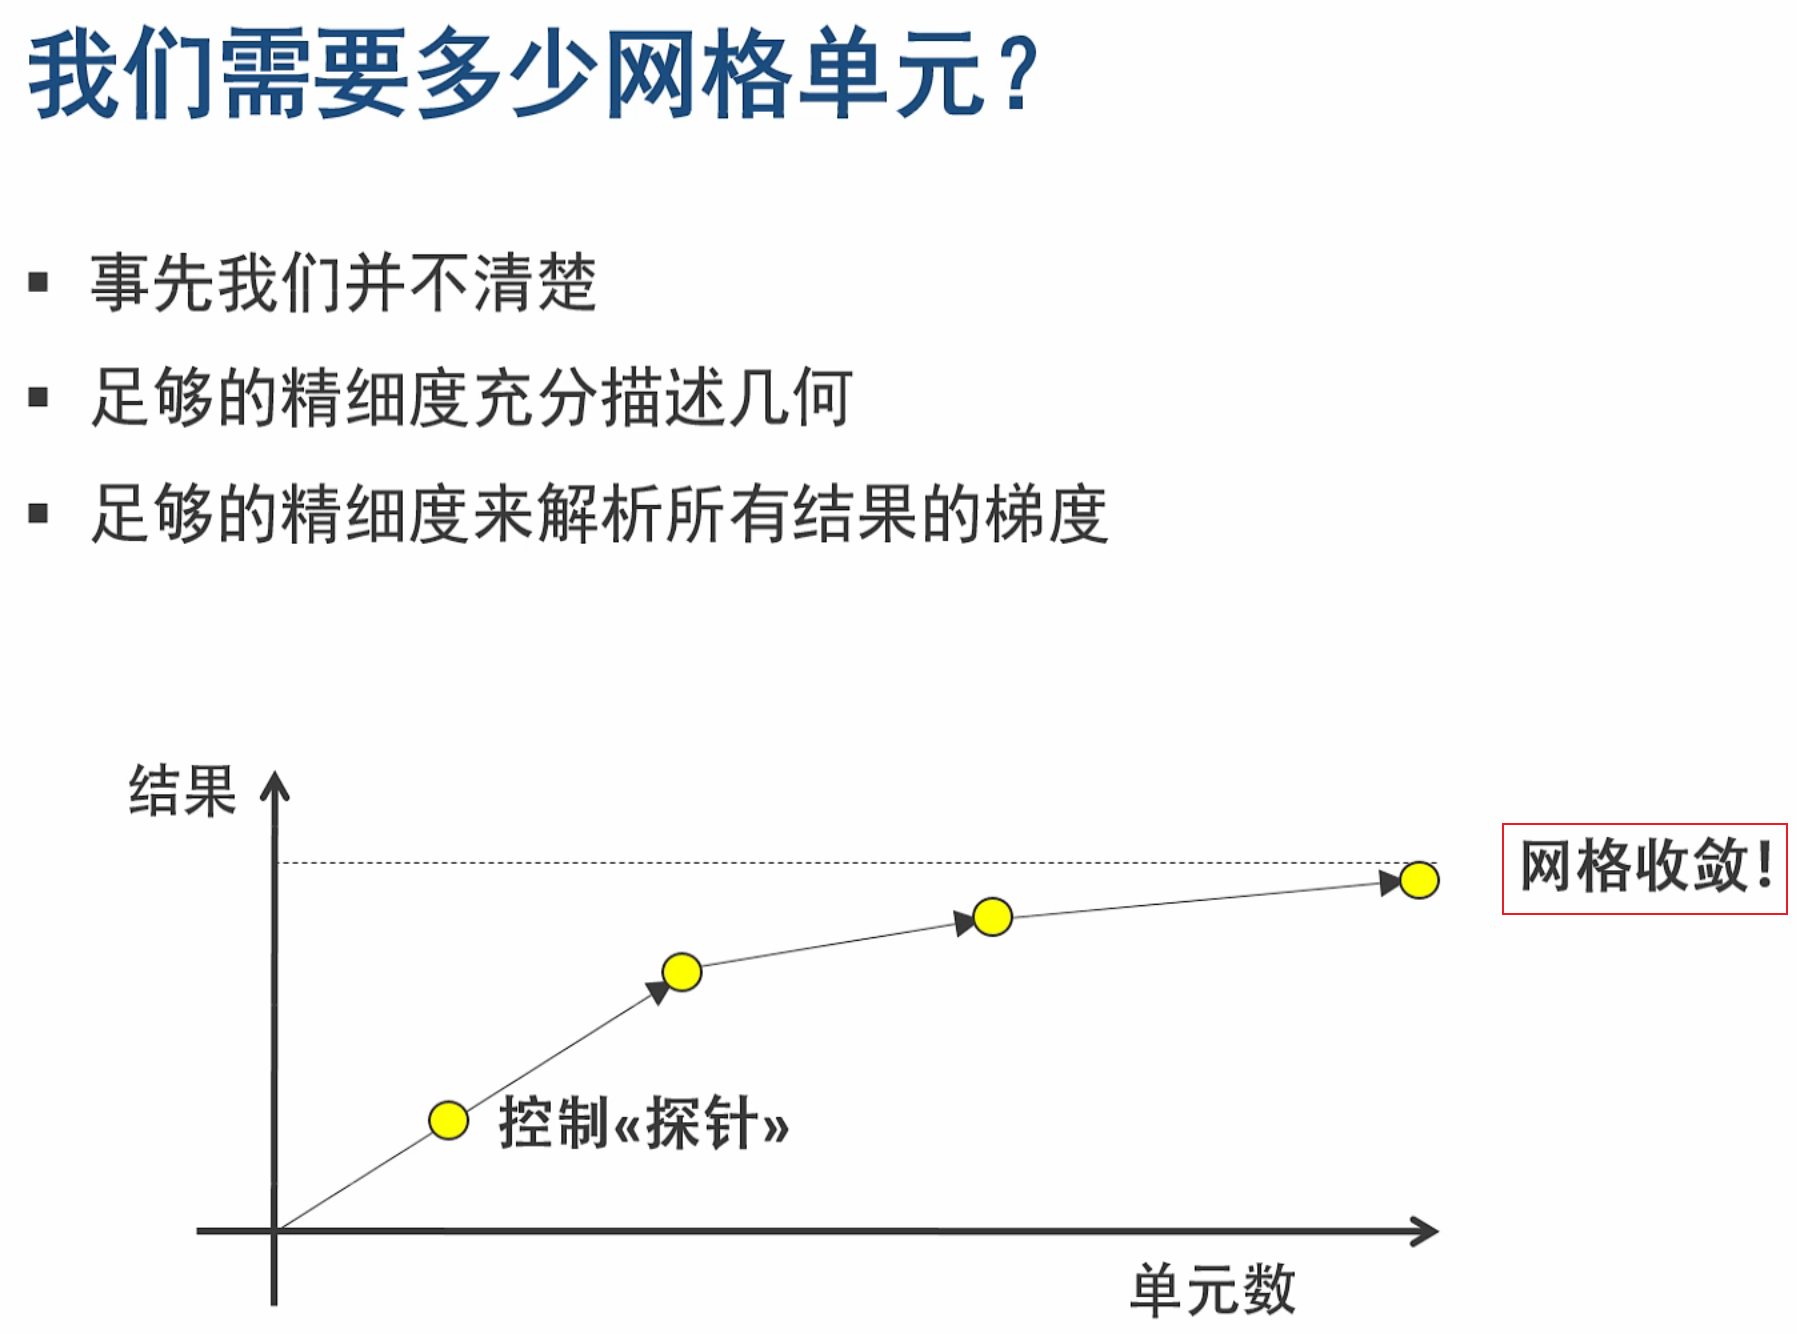 我们需要多少网格单元？
▪ 事先我们并不清楚
▪ 足够的精细度充分描述几何
▪ 足够的精细度来解析所有结果的梯度
结果
网格收敛！
控制«探针»
单元数